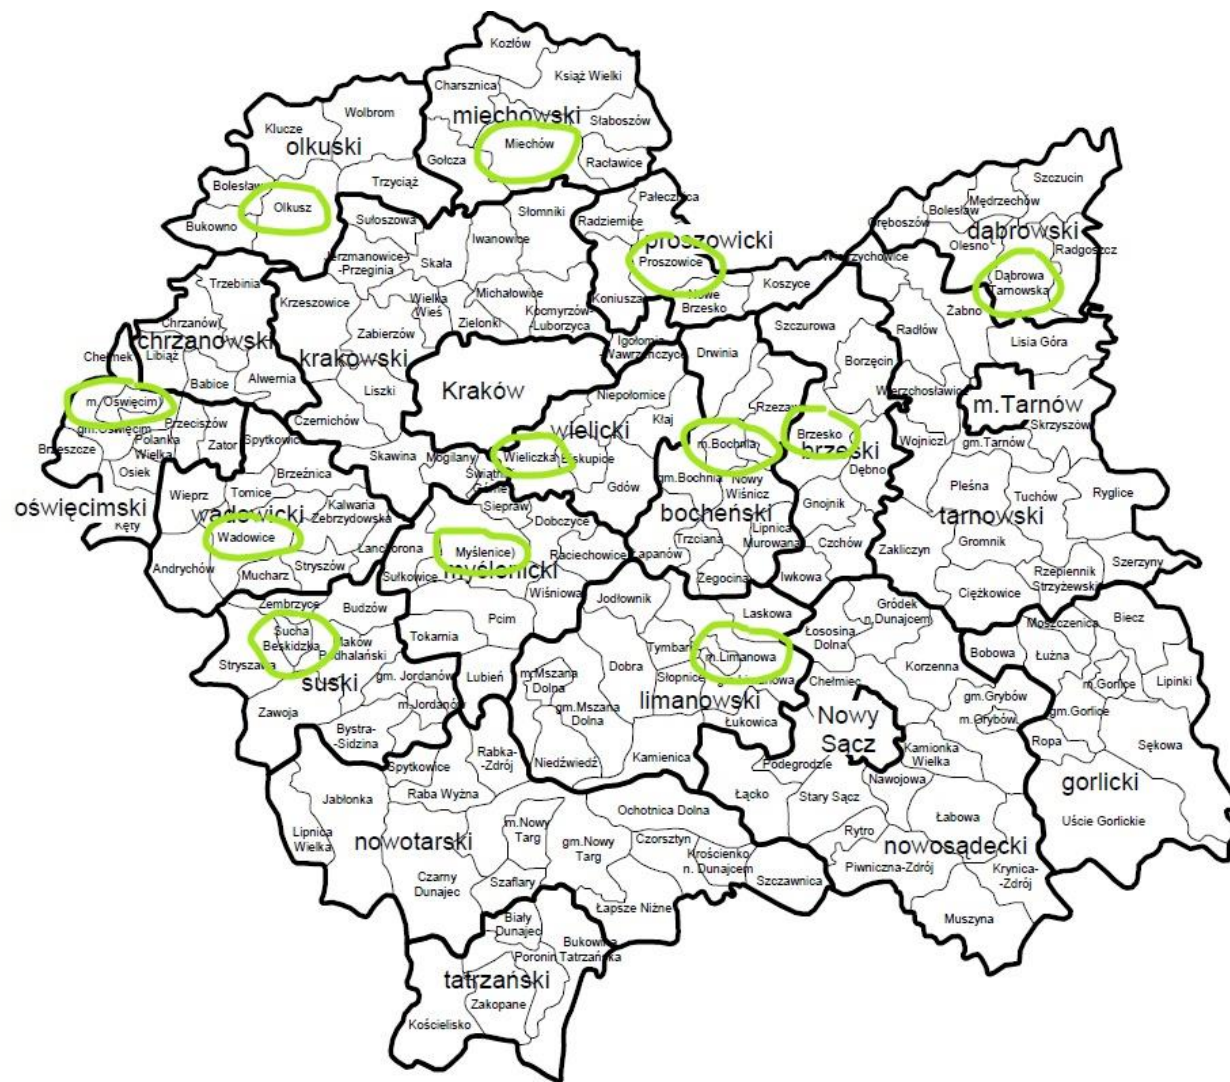 Kozłów
Książ Wielki
Charsznica
miechowski
Słaboszów
Miechów
Gołcza
Racławice
Wolbrom
Klucze
olkuski
Bolesław
Trzyciąż
Olkusz
Bukowno
Pałecznica
Radziemice
proszowicki
Proszowice
Koniusza
Nowe
Brzesko
Koszyce
Szczucin
Mędrzechów
Bolesław
Gręboszów
dąbrowski
Olesno
Radgoszcz
Dąbrowa
Tarnowska
Słomniki
Sułoszowa
Iwanowice
Jerzmanowice-
-Przeginia
Skała
Krzeszowice
Wielka
Wieś
Michałowice
Zielonki
Kocmyrzów-
Luborzyca
Zabierzów
krakowski
Igołomia-
-Wawrzeńczyce
Liszki
Czernichów
Skawina
Mogilany
Świątniki
Górne
Kraków
Trzebinia
Chrzanów
chrzanowski
Libiąż
Babice
Alwernia
Chełmek
m. Oświęcim)
gm.Oświęcim
Przeciszów
Brzeszcze
Polanka
Wielka
Zator
Osiek
oświęcimski
Kęty
Niepołomice
Kłaj
wielicki
Wieliczka
Biskupice
Gdów
Drwinia
Rzezawa
m.Bochnia
gm.Bochnia
Nowy
Wiśnicz
bocheński
Trzciana
Lipnica
Murowana
Łapanów
Żegocina
Szczurowa
Borzęcin
Brzesko
brzeski
Dębno
Gnojnik
Czchów
Iwkowa
Wietrzychowice
Żabno
Radłów
Lisia Góra
Wierzchosławice
m.Tarnów
Skrzyszów
Wojnicz
gm.Tarnów
Pleśna
Tuchów
Ryglice
tarnowski
Zakliczyn
Gromnik
Rzepiennik
Strzyżewski
Szerzyny
Ciężkowice
Spytkowice
Brzeźnica
Wieprz
Tomice
Kalwaria
Zebrzydowska
wadowicki
Wadowice
Lanckorona
Andrychów
Mucharz
Stryszów
Siepraw
Dobczyce
Myślenice)
Raciechowice
myślenicki
Sułkowice
Wiśniowa
Pcim
Tokarnia
Lubień
Zembrzyce
Budzów
Sucha
Beskidzka
Maków
Podhalański
Stryszawa
suski
gm. Jordanów
m.Jordanów
Zawoja
Bystra-
-Sidzina
Jodłownik
Laskowa
Tymbark
m.Limanowa
Dobra
Słopnice
gm.Limanowa
m.Mszana
Dolna
gm.Mszana
Dolna
limanowski
Łukowica
Niedźwiedź
Kamienica
Gródek
n.Dunajcem
Łososina
Dolna
Korzenna
Chełmiec
gm.Grybów
m.Grybów
Nowy
Sącz
Kamionka
Wielka
Podegrodzie
Nawojowa
Łącko
Stary Sącz
Łabowa
Rytro
nowosądecki
Piwniczna-Zdrój
Krynica-
-Zdrój
Muszyna
Biecz
Moszczenica
Bobowa
Łużna
m.Gorlice
Lipinki
gm.Gorlice
Ropa
Sękowa
gorlicki
Uście Gorlickie
Rabka-
-Zdrój
Spytkowice
Raba Wyżna
Jabłonka
Ochotnica Dolna
Lipnica
Wielka
nowotarski
m.Nowy
Targ
gm.Nowy
Targ
Czorsztyn
Krościenko
n. Dunajcem
Czarny
Dunajec
Szaflary
Szczawnica
Łapsze Niżne
Biały
Dunajec
Bukowina
Tatrzańska
Poronin
tatrzański
Zakopane
Kościelisko